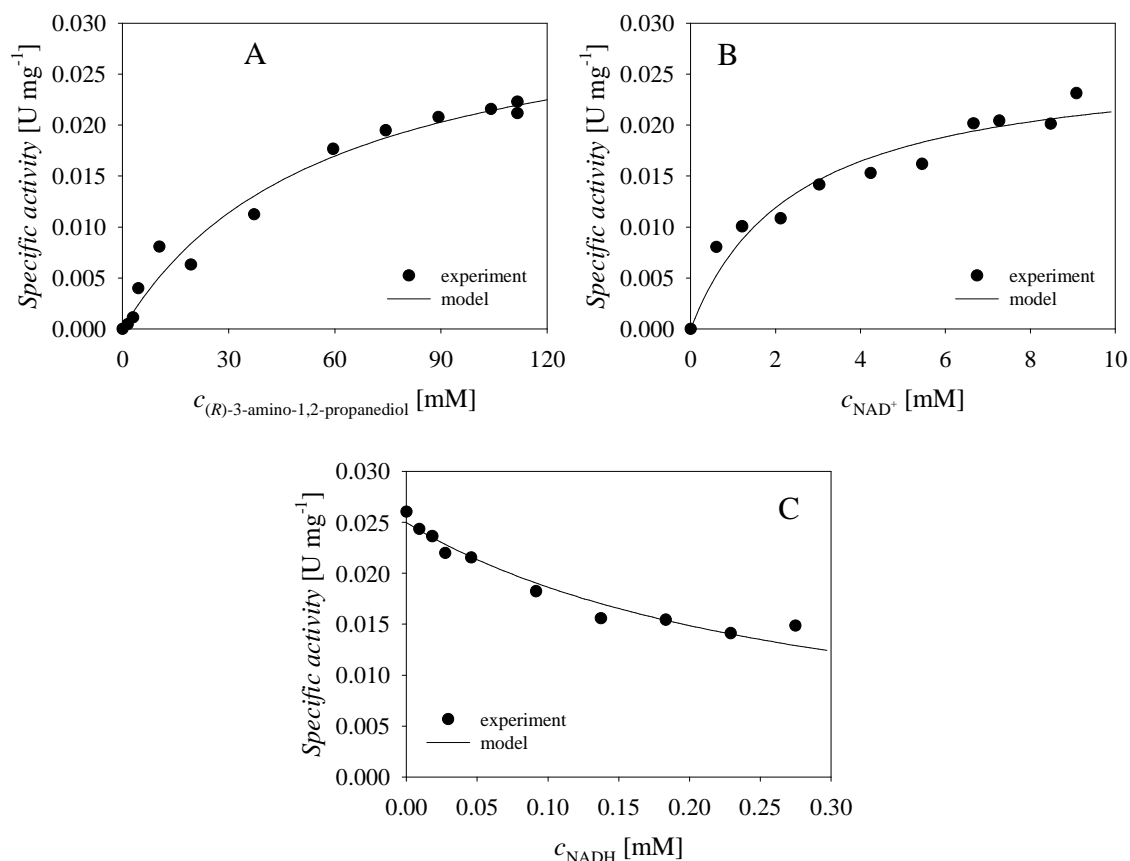 A
Specific activity [U mg⁻¹]
0.030
0.025
0.020
0.015
0.010
0.005
0.000
experiment
model
0 30 60 90 120
c(R)-3-amino-1,2-propanediol [mM]
B
Specific activity [U mg⁻¹]
0.030
0.025
0.020
0.015
0.010
0.005
0.000
experiment
model
0 2 4 6 8 10
cNAD⁺ [mM]
C
Specific activity [U mg⁻¹]
0.030
0.025
0.020
0.015
0.010
0.005
0.000
experiment
model
0.00 0.05 0.10 0.15 0.20 0.25 0.30
cNADH [mM]